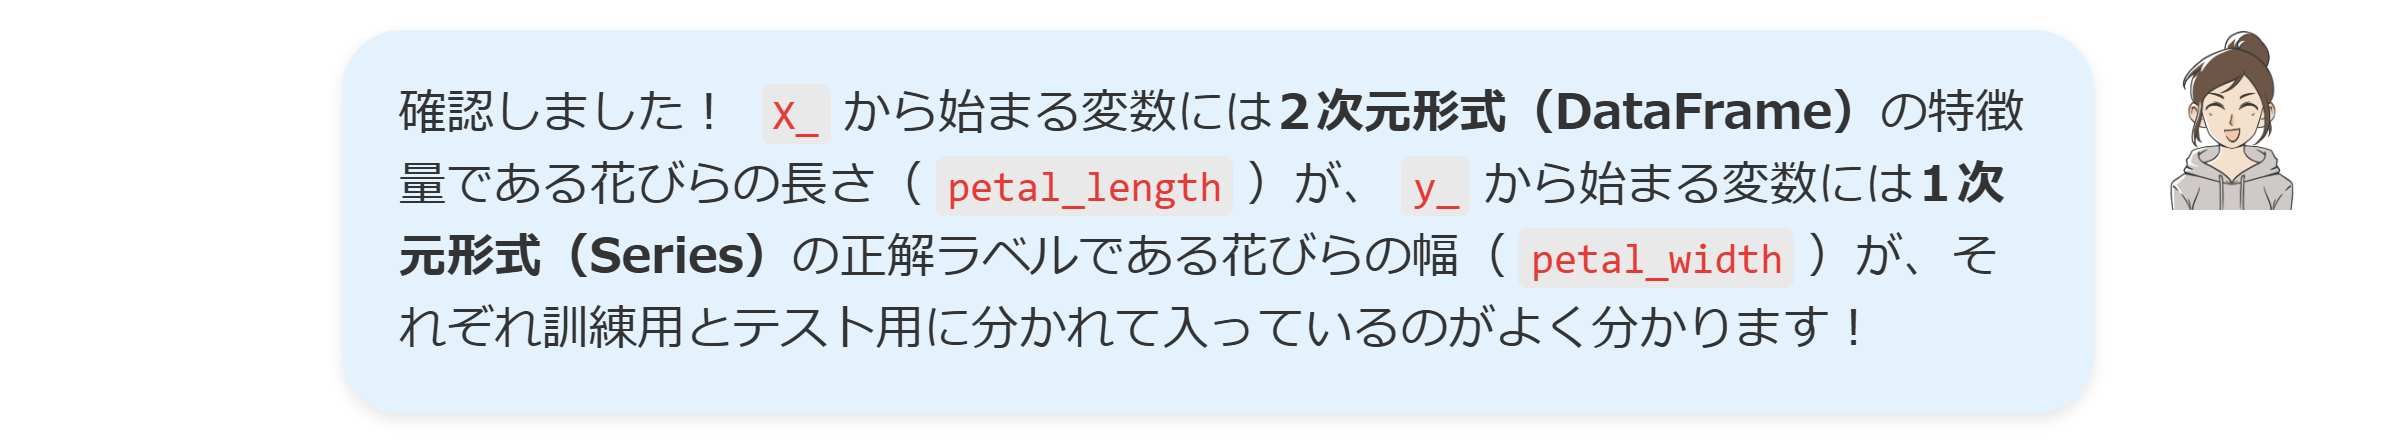 確認しました！ X_ から始まる変数には２次元形式（DataFrame）の特徴
量である花びらの長さ（ petal_length ）が、 y_ から始まる変数には１次
元形式（Series）の正解ラベルである花びらの幅（ petal_width ）が、そ
れぞれ訓練用とテスト用に分かれて入っているのがよく分かります！